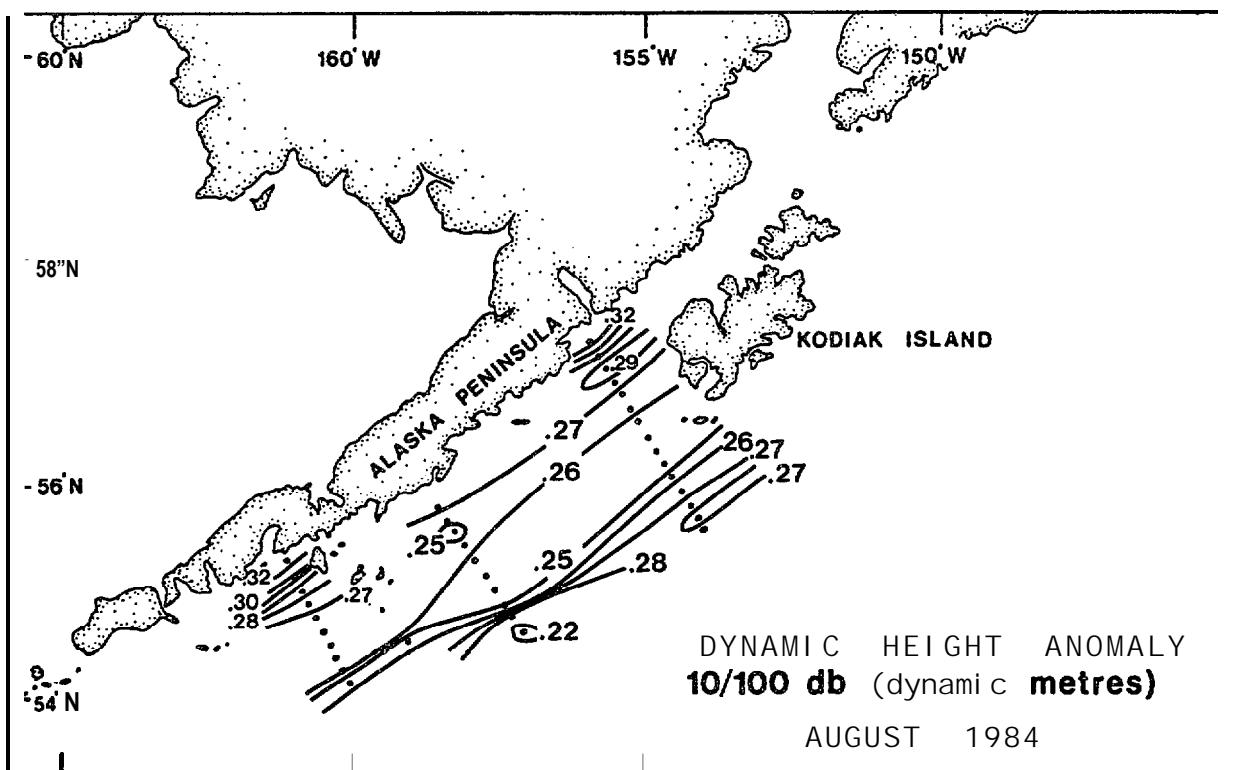 60°N
160°W
155°W
150°W
58"N
.32
.29
KODIAK ISLAND
ALASKA PENINSULA
.27
.26
26
.27
.27
56°N
.25
.25
.28
.32
.30
.28
.27
.22
54°N
DYNAMIC HEIGHT ANOMALY
10/100 db (dynamic metres)
AUGUST 1984